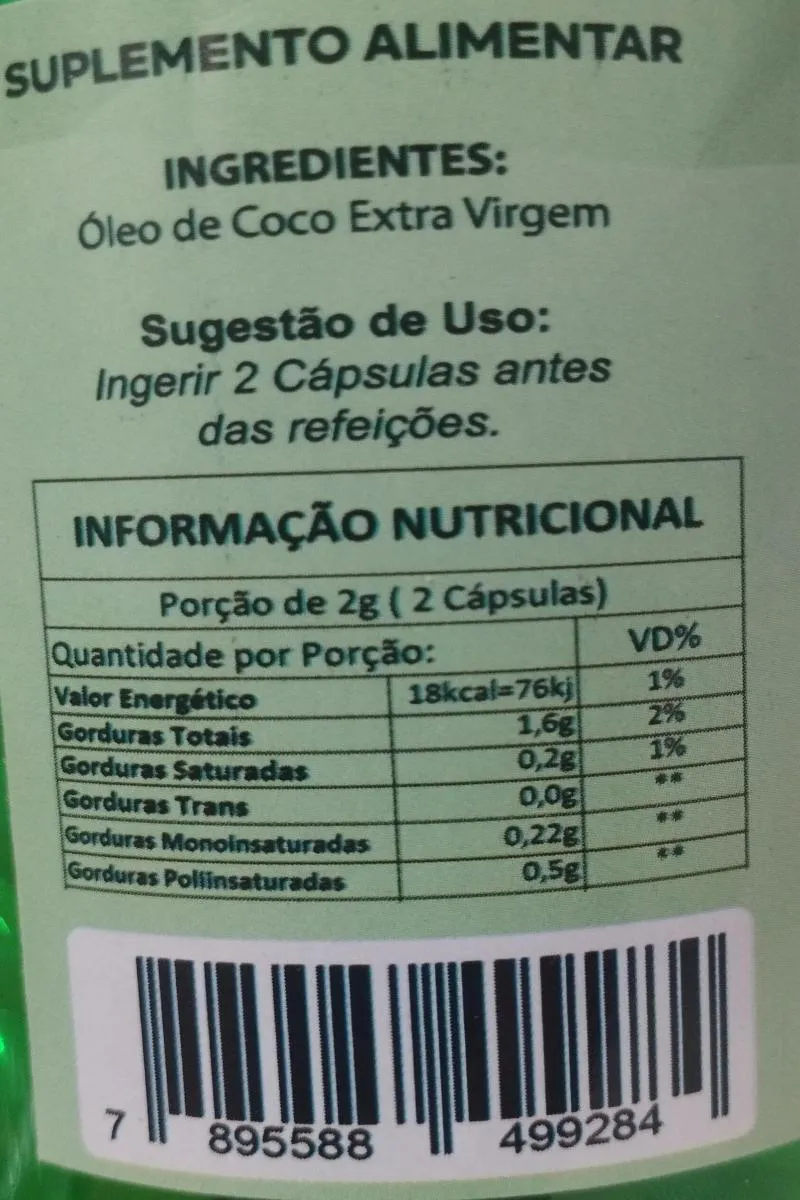 SUPLEMENTO ALIMENTAR
INGREDIENTES:
Óleo de Coco Extra Virgem
Sugestão de Uso:
Ingerir 2 Cápsulas antes
das refeições.
INFORMAÇÃO NUTRICIONAL
Porção de 2g ( 2 Cápsulas)
Quantidade por Porção: VD%
Valor Energético 18kcal=76kj 1%
Gorduras Totais 1,6g 2%
Gorduras Saturadas 0,2g 1%
Gorduras Trans 0,0g **
Gorduras Monoinsaturadas 0,22g **
Gorduras Poliinsaturadas 0,5g **
7 895588 499284